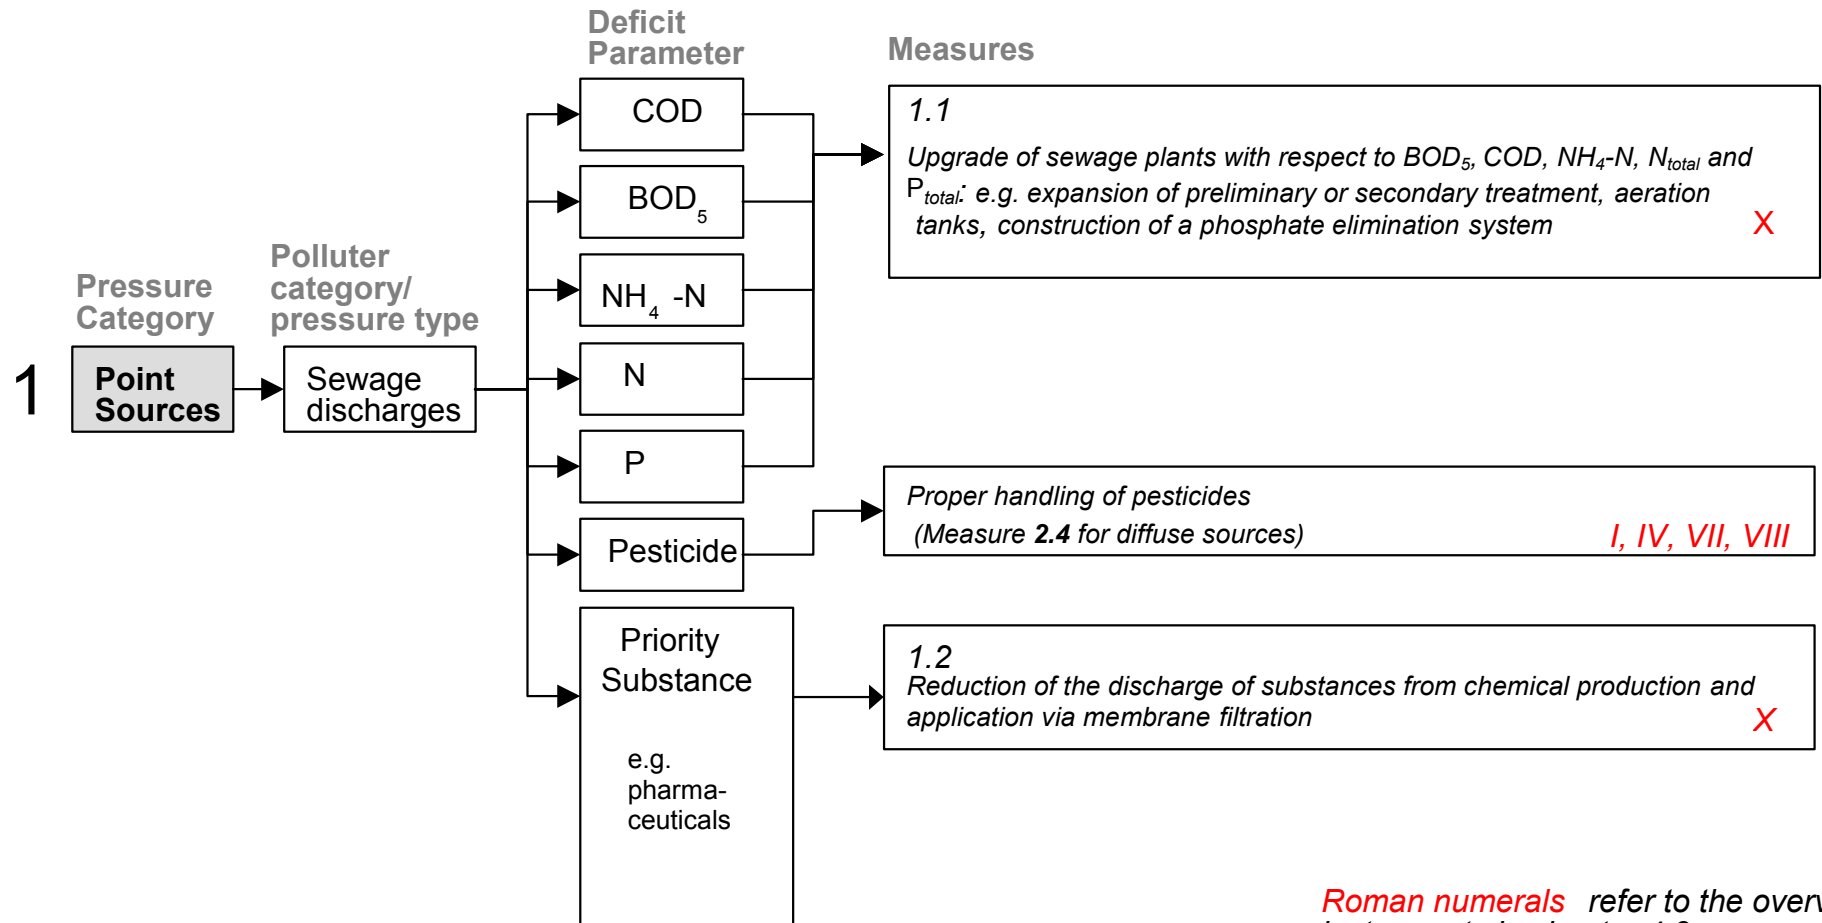 Deficit
Parameter
Measures
COD
1.1
Upgrade of sewage plants with respect to BOD₅, COD, NH₄-N, Nₜₒₜₐₗ and
Pₜₒₜₐₗ: e.g. expansion of preliminary or secondary treatment, aeration
tanks, construction of a phosphate elimination system X
BOD₅
Polluter
category/
pressure type
Pressure
Category
NH₄ -N
1
Point
Sources
Sewage
discharges
N
P
Proper handling of pesticides
(Measure 2.4 for diffuse sources) I, IV, VII, VIII
Pesticide
Priority
Substance
e.g.
pharma-
ceuticals
1.2
Reduction of the discharge of substances from chemical production and
application via membrane filtration X
Roman numerals refer to the